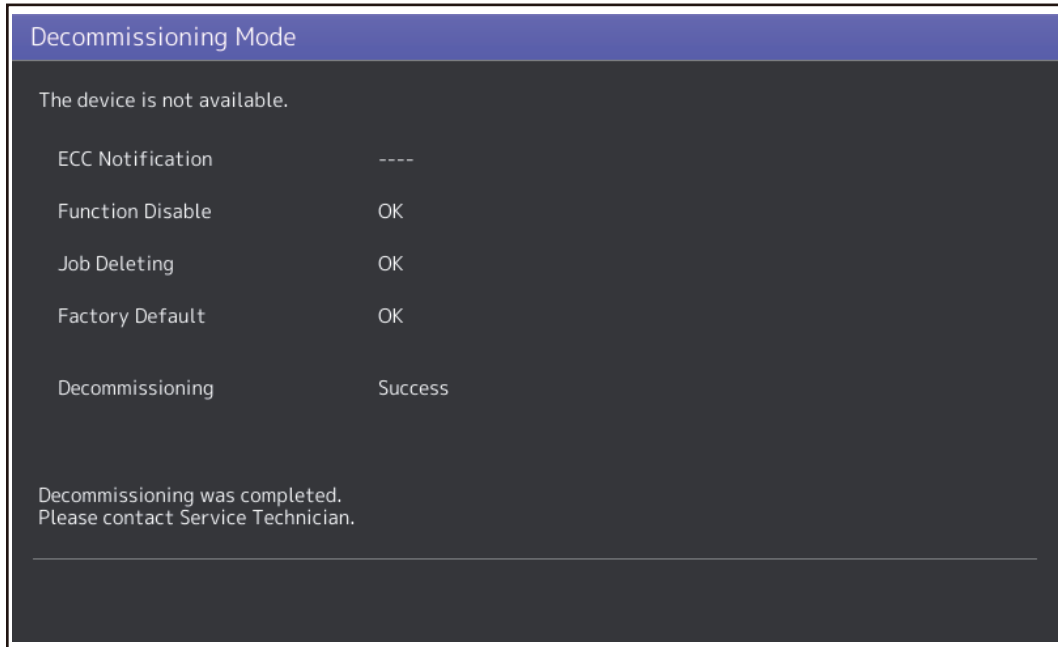 Decommissioning Mode
The device is not available.
ECC Notification ----
Function Disable OK
Job Deleting OK
Factory Default OK
Decommissioning Success
Decommissioning was completed.
Please contact Service Technician.